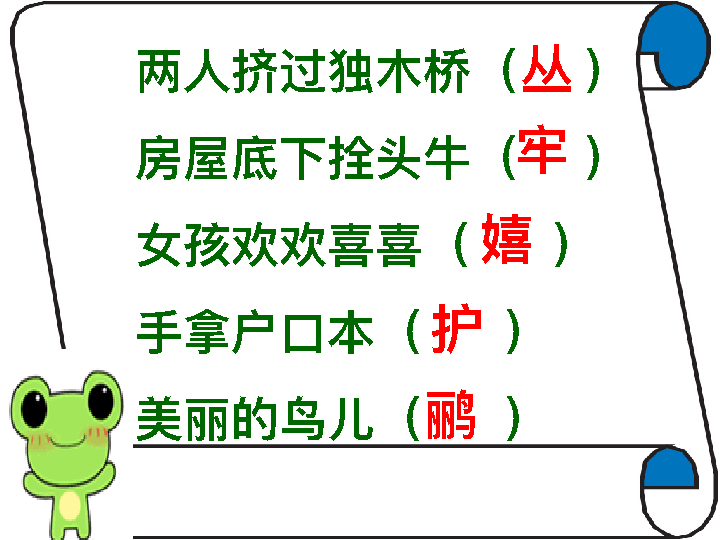 两人挤过独木桥（丛）
房屋底下拴头牛（牢）
女孩欢欢喜喜（嬉）
手拿户口本（护）
美丽的鸟儿（鹂）